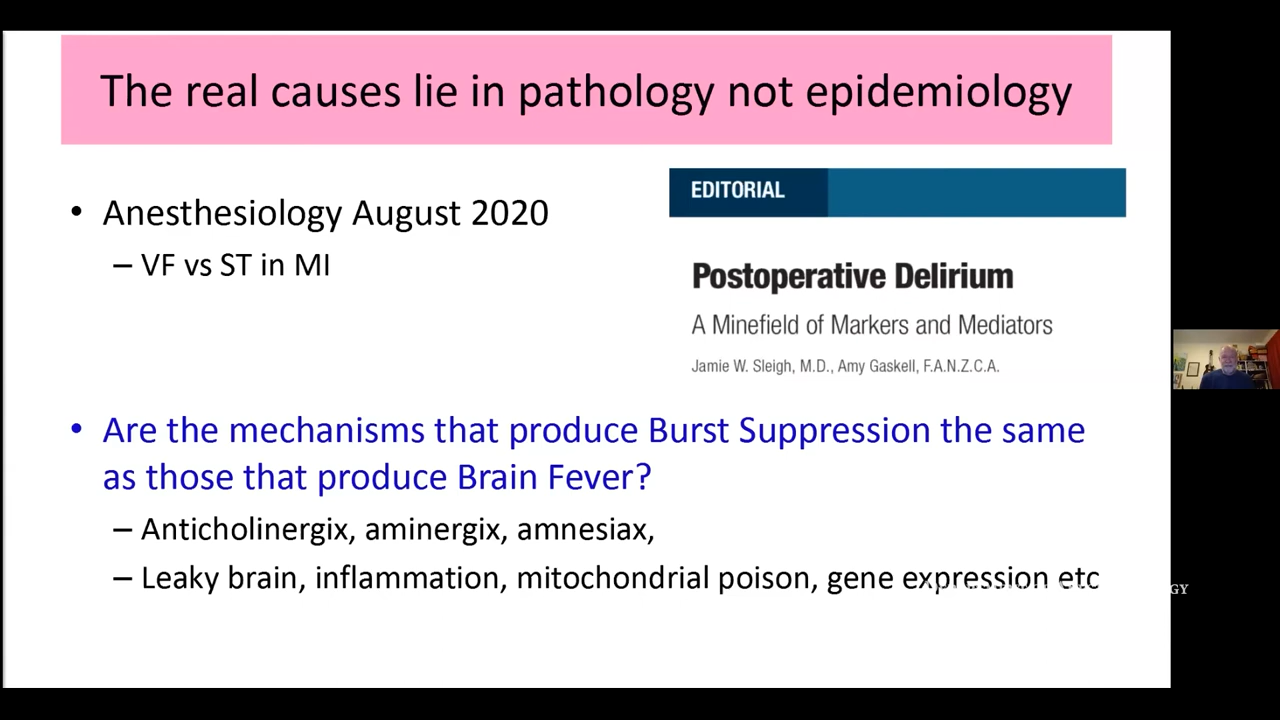 The real causes lie in pathology not epidemiology
• Anesthesiology August 2020
– VF vs ST in MI
EDITORIAL
Postoperative Delirium
A Minefield of Markers and Mediators
Jamie W. Sleigh, M.D., Amy Gaskell, F.A.N.Z.C.A.
• Are the mechanisms that produce Burst Suppression the same
as those that produce Brain Fever?
– Anticholinergix, aminergix, amnesiax,
– Leaky brain, inflammation, mitochondrial poison, gene expression etc